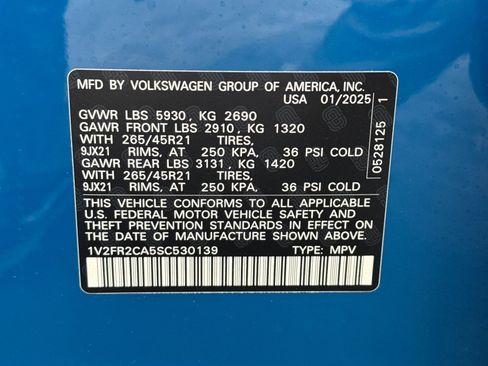 MFD BY VOLKSWAGEN GROUP OF AMERICA, INC.
USA 01/2025
GVWR LBS 5930, KG 2690
GAWR FRONT LBS 2910, KG 1320
WITH 265/45R21 TIRES,
9JX21 RIMS, AT 250 KPA, 36 PSI COLD
GAWR REAR LBS 3131, KG 1420
WITH 265/45R21 TIRES,
9JX21 RIMS, AT 250 KPA, 36 PSI COLD
THIS VEHICLE CONFORMS TO ALL APPLICABLE
U.S. FEDERAL MOTOR VEHICLE SAFETY AND
THEFT PREVENTION STANDARDS IN EFFECT ON
THE DATE OF MANUFACTURE SHOWN ABOVE.
1V2FR2CA5SC530139 TYPE: MPV
0528125 1